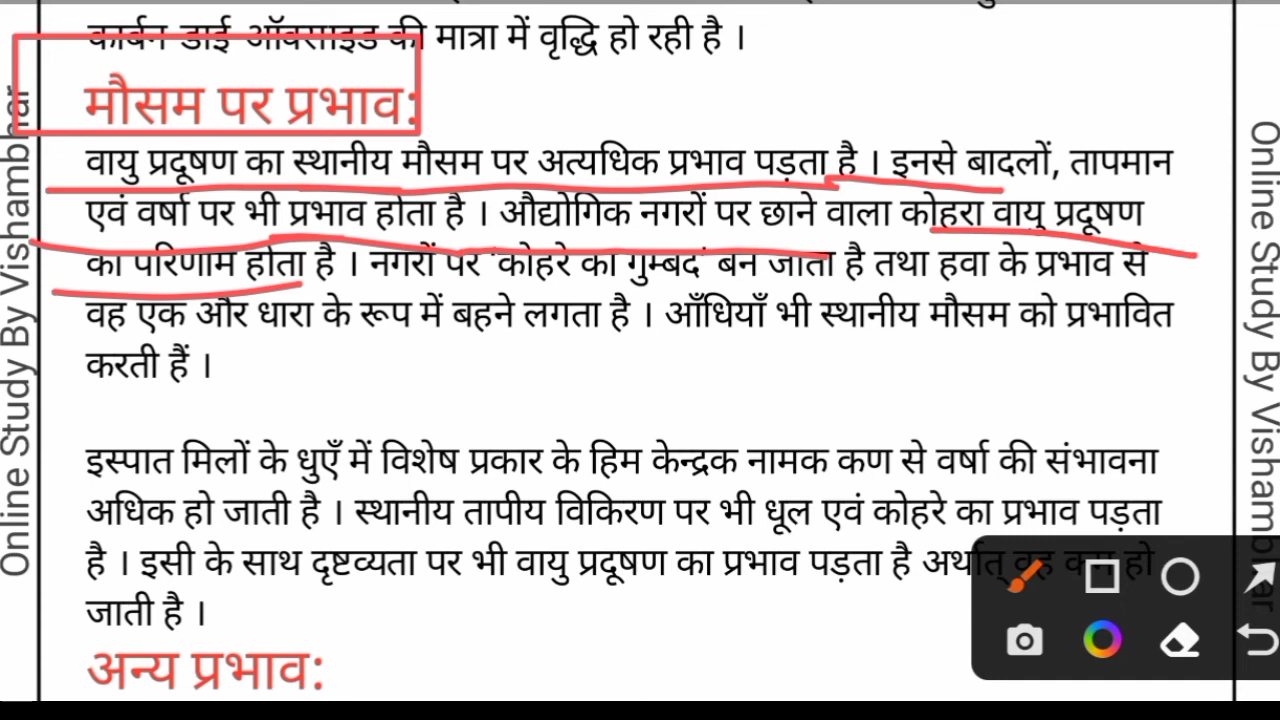 कार्बन डाई ऑक्साइड की मात्रा में वृद्धि हो रही है ।
मौसम पर प्रभाव:
वायु प्रदूषण का स्थानीय मौसम पर अत्यधिक प्रभाव पड़ता है । इनसे बादलों, तापमान
एवं वर्षा पर भी प्रभाव होता है । औद्योगिक नगरों पर छाने वाला कोहरा वायु प्रदूषण
का परिणाम होता है । नगरों पर 'कोहरे का गुम्बद' बन जाता है तथा हवा के प्रभाव से
वह एक और धारा के रूप में बहने लगता है । आँधियाँ भी स्थानीय मौसम को प्रभावित
करती हैं ।
इस्पात मिलों के धुएँ में विशेष प्रकार के हिम केन्द्रक नामक कण से वर्षा की संभावना
अधिक हो जाती है । स्थानीय तापीय विकिरण पर भी धूल एवं कोहरे का प्रभाव पड़ता
है । इसी के साथ दृष्टव्यता पर भी वायु प्रदूषण का प्रभाव पड़ता है अर्थात् वह कम हो
जाती है ।
अन्य प्रभाव:
Online Study By Vishambhar
Online Study By Vishambhar